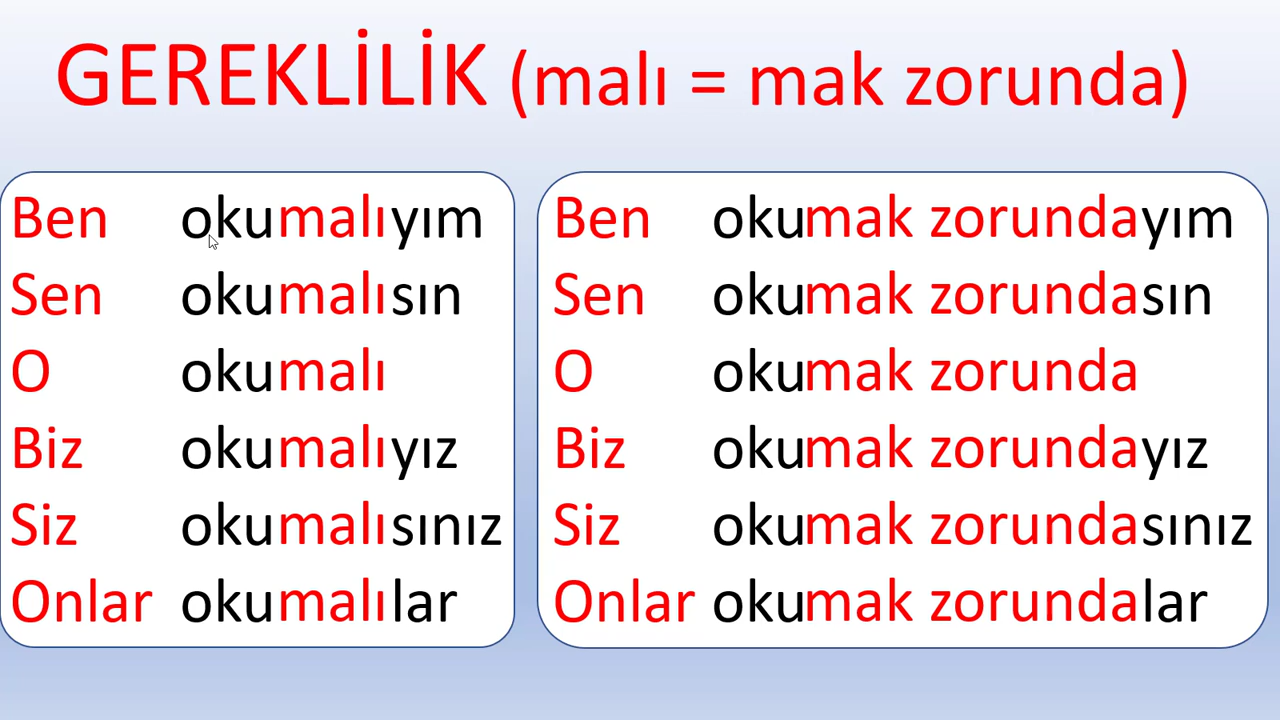 GEREKLİLİK (malı = mak zorunda)
Ben okumalıyım
Sen okumalısın
O okumalı
Biz okumalıyız
Siz okumalısınız
Onlar okumalılar
Ben okumak zorundayım
Sen okumak zorundasın
O okumak zorunda
Biz okumak zorundayız
Siz okumak zorundasınız
Onlar okumak zorundalar